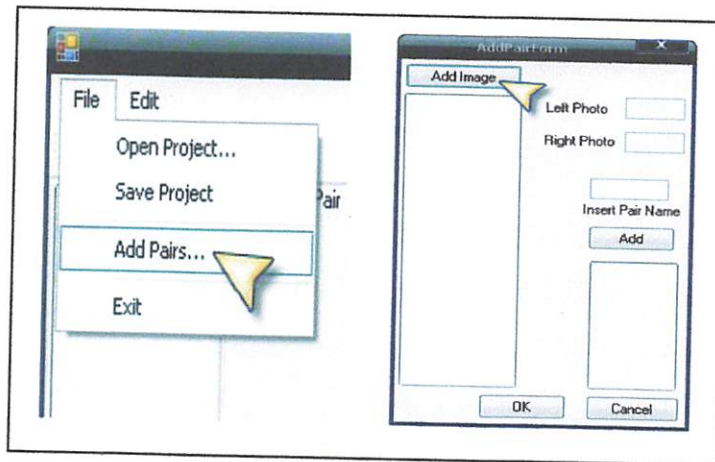 File Edit
Open Project...
Save Project
Pair
Add Pairs...
Exit
AddPairForm
X
Add Image
Left Photo
Right Photo
Insert Pair Name
Add
OK Cancel